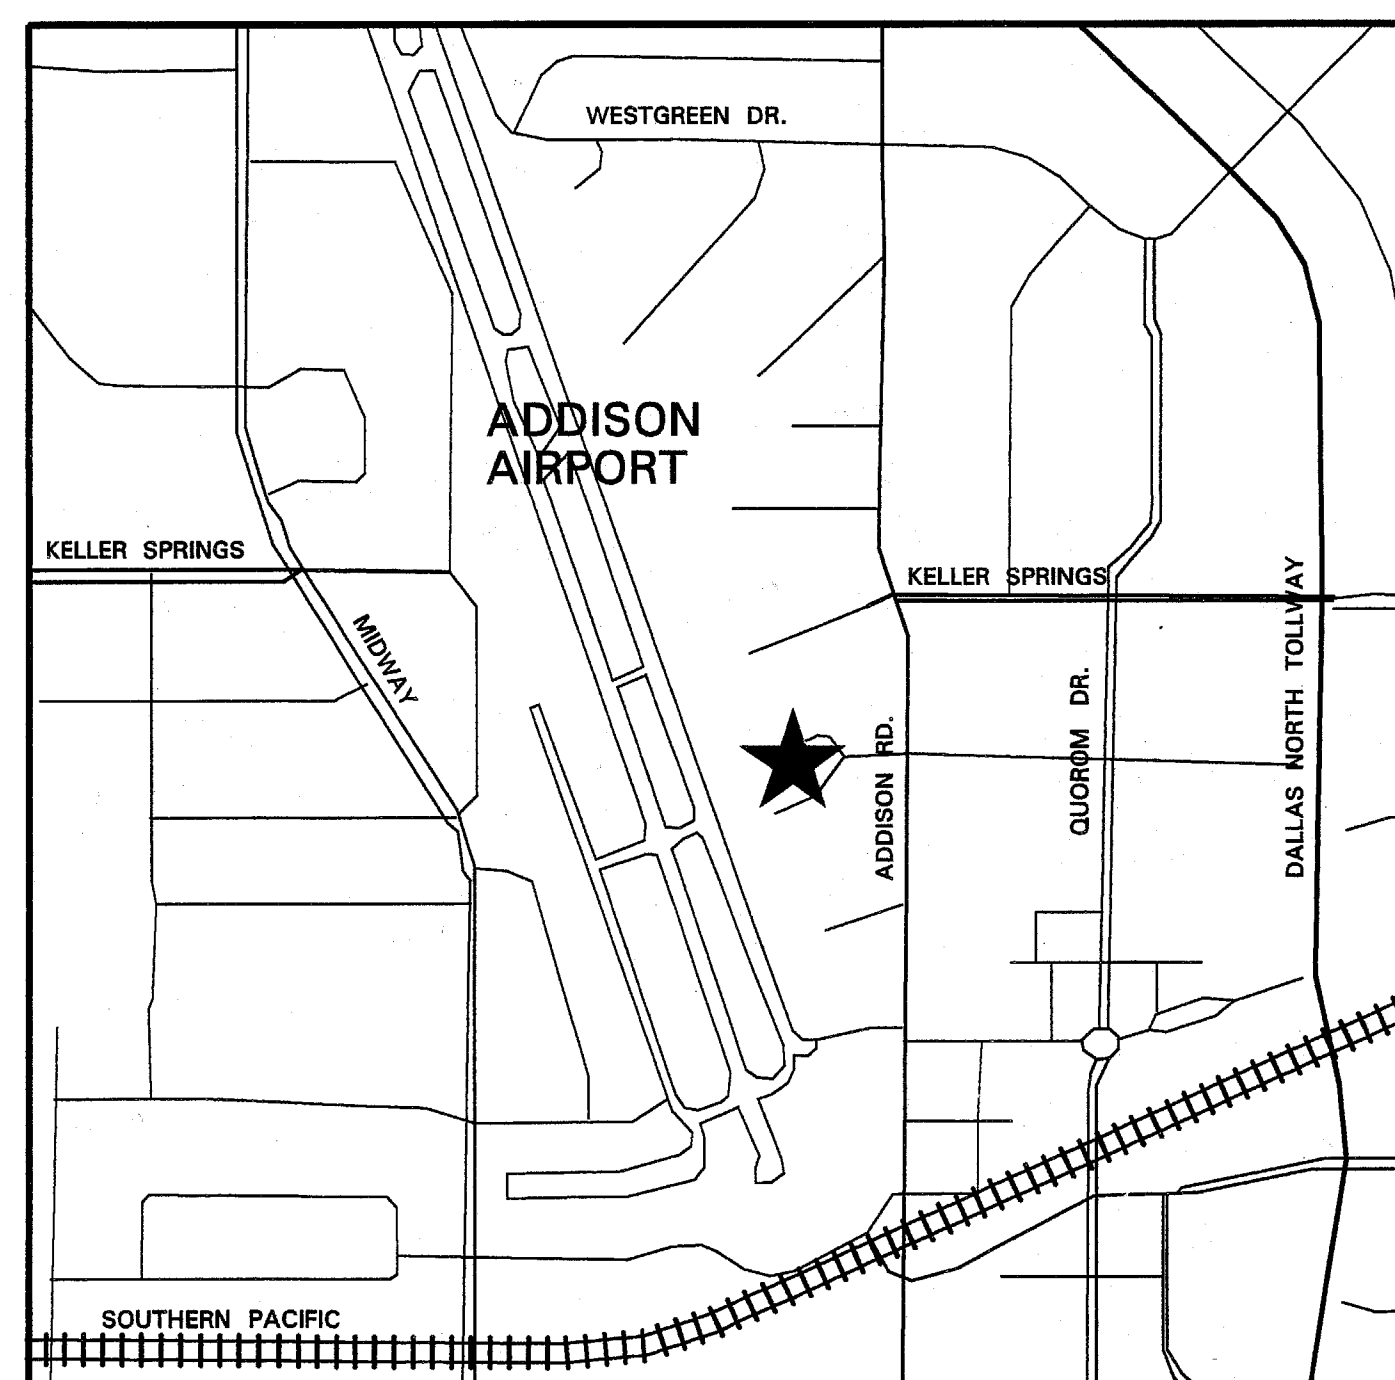 WESTGREEN DR.
ADDISON
AIRPORT
KELLER SPRINGS
KELLER SPRINGS
MIDWAY
ADDISON RD.
QUOROM DR.
DALLAS NORTH TOLLWAY
SOUTHERN PACIFIC